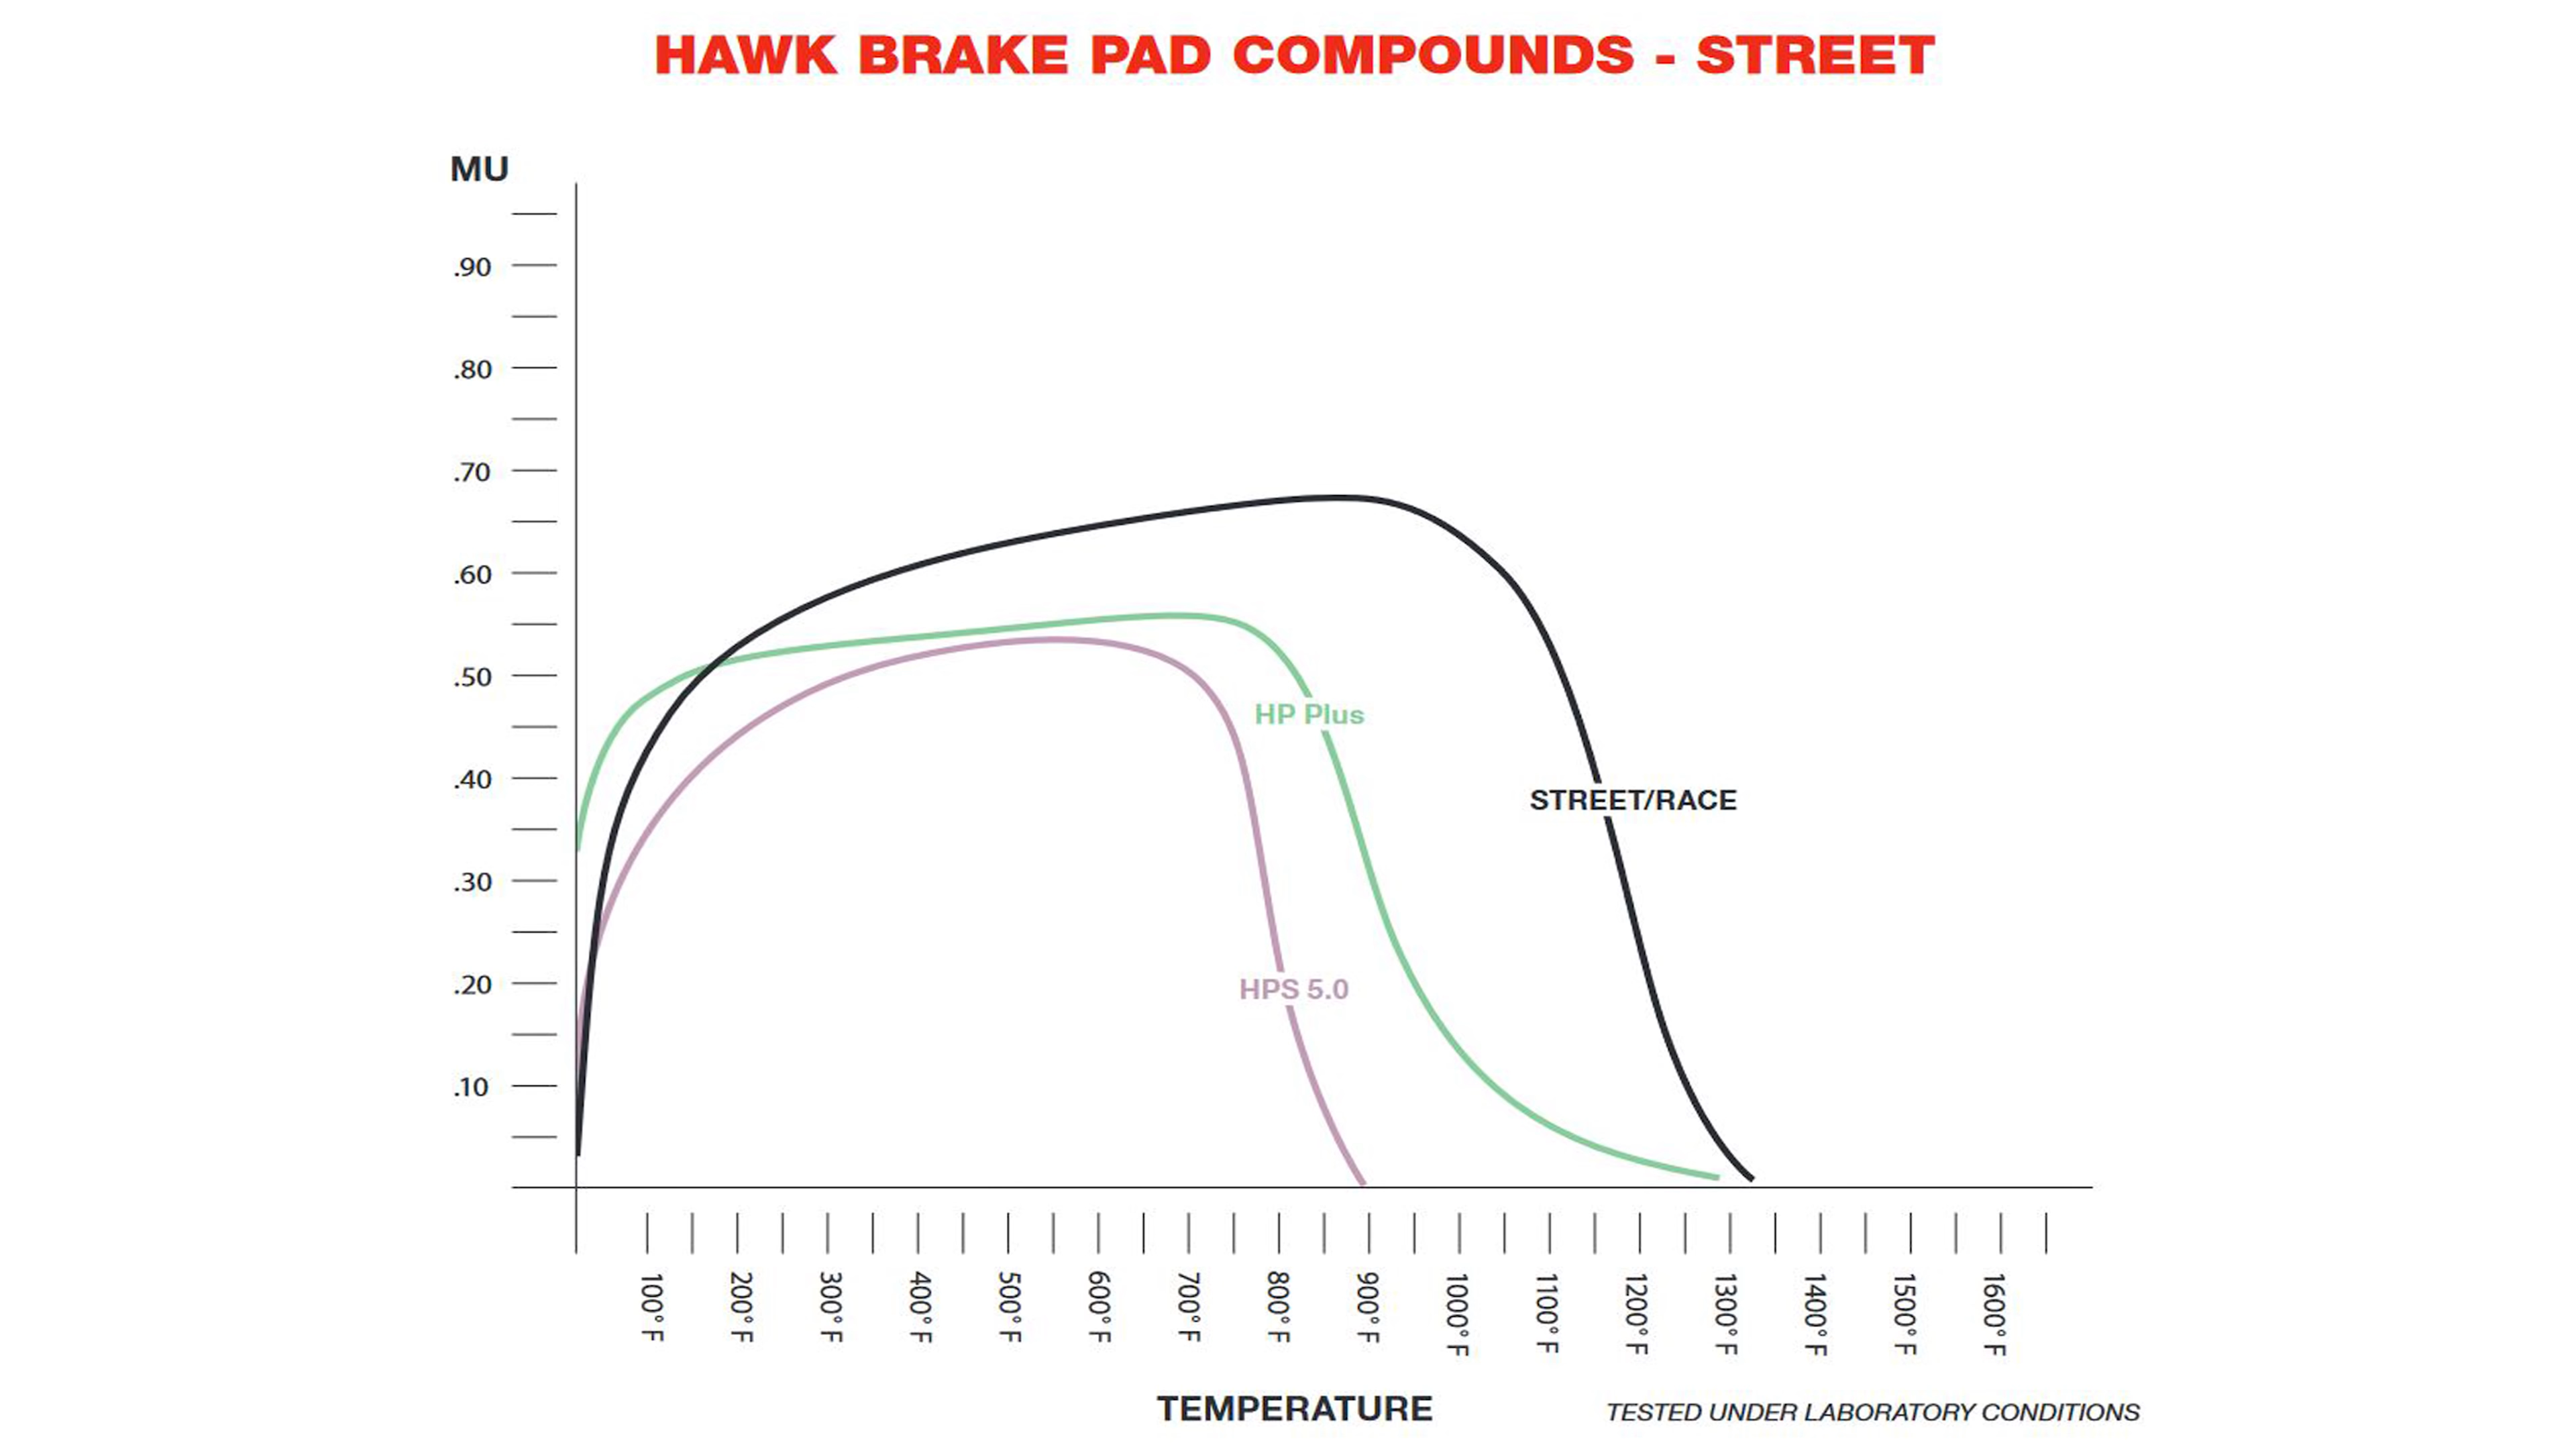 HAWK BRAKE PAD COMPOUNDS - STREET
MU
.90
.80
.70
.60
.50
.40
.30
.20
.10
HP Plus
STREET/RACE
HPS 5.0
100° F
200° F
300° F
400° F
500° F
600° F
700° F
800° F
900° F
1000° F
1100° F
1200° F
1300° F
1400° F
1500° F
1600° F
TEMPERATURE
TESTED UNDER LABORATORY CONDITIONS